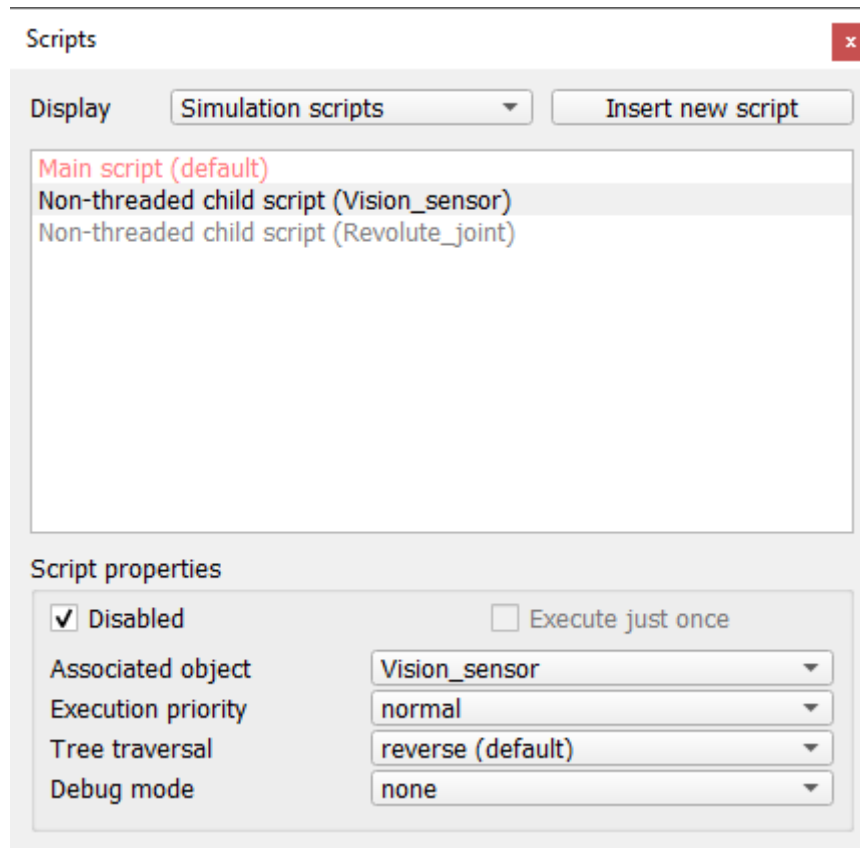 Scripts x
Display Simulation scripts Insert new script
Main script (default)
Non-threaded child script (Vision_sensor)
Non-threaded child script (Revolute_joint)
Script properties
Disabled Execute just once
Associated object Vision_sensor
Execution priority normal
Tree traversal reverse (default)
Debug mode none